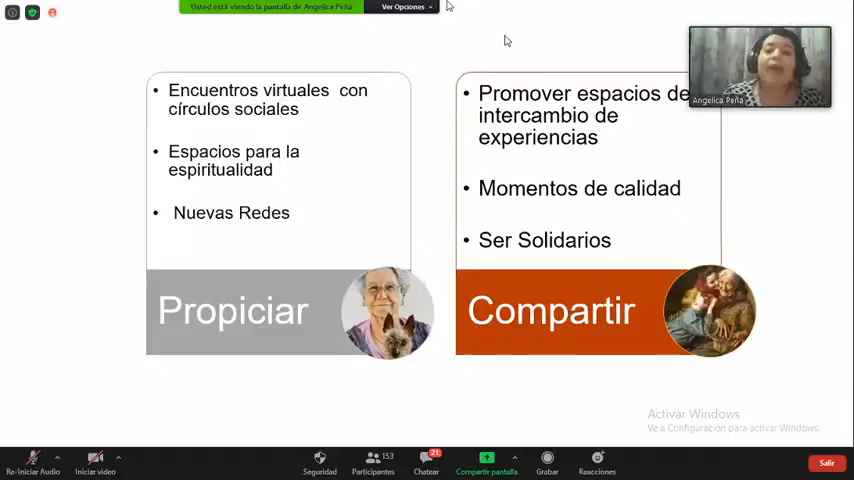 Usted está viendo la pantalla de Angelica Peña
Ver Opciones
Angelica Peña
• Encuentros virtuales con
círculos sociales
• Espacios para la
espiritualidad
• Nuevas Redes
Propiciar
• Promover espacios de
intercambio de
experiencias
• Momentos de calidad
• Ser Solidarios
Compartir
Activar Windows
Ve a Configuración para activar Windows.
Re-Iniciar Audio
Iniciar video
Seguridad
153
Participantes
21
Chatear
Compartir pantalla
Grabar
Reacciones
Salir